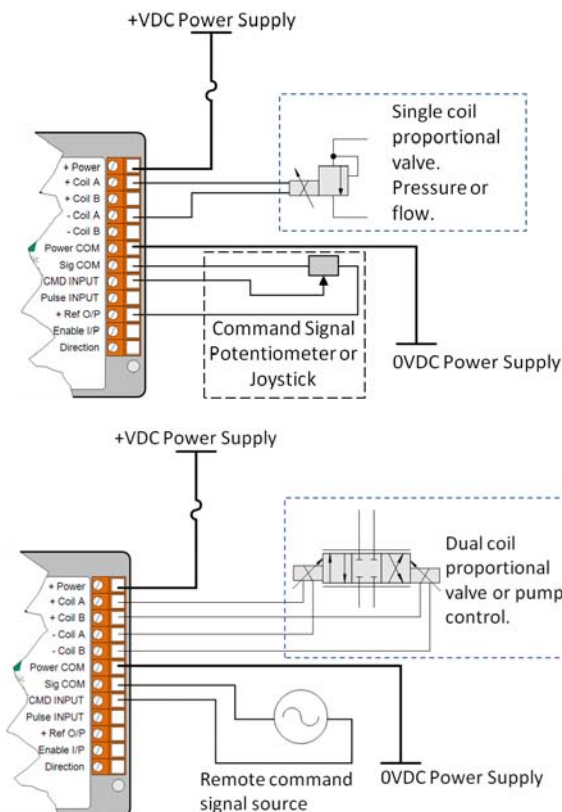 +VDC Power Supply
Single coil
proportional
valve.
Pressure or
flow.
+ Power
+ Coil A
+ Coil B
- Coil A
- Coil B
Power COM
Sig COM
CMD INPUT
Pulse INPUT
+ Ref O/P
Enable I/P
Direction
Command Signal
Potentiometer or
Joystick
0VDC Power Supply
+VDC Power Supply
Dual coil
proportional
valve or pump
control.
+ Power
+ Coil A
+ Coil B
- Coil A
- Coil B
Power COM
Sig COM
CMD INPUT
Pulse INPUT
+ Ref O/P
Enable I/P
Direction
Remote command
signal source
0VDC Power Supply